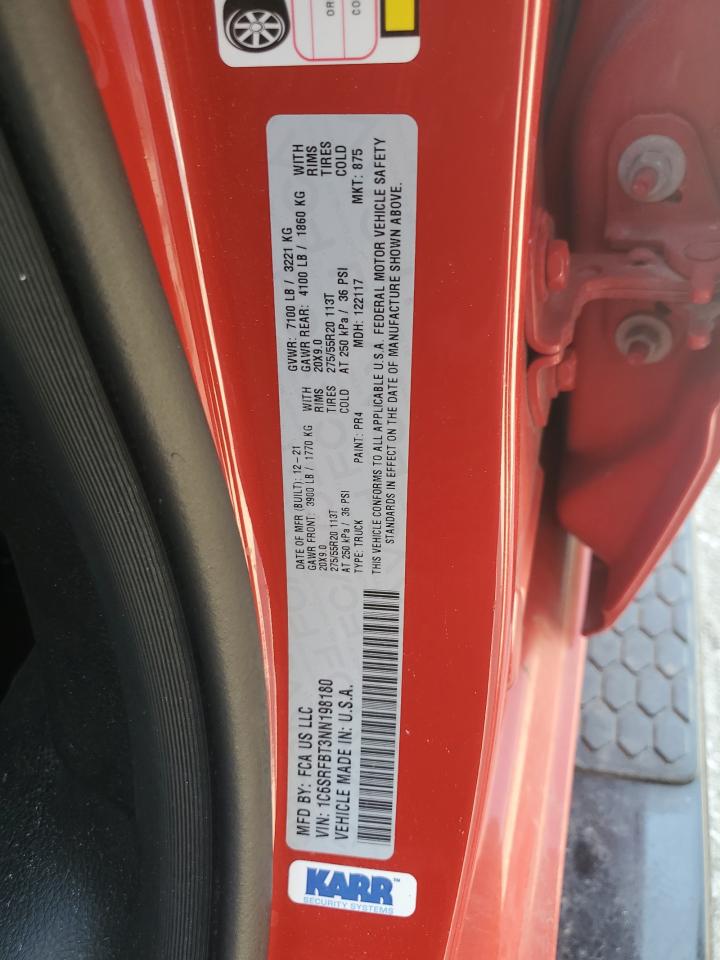 OR
CO
MFD BY: FCA US LLC
VIN: 1C6SRFBT3NN198180
VEHICLE MADE IN: U.S.A.
DATE OF MFR (BUILT): 12-21
GAWR FRONT: 3900 LB / 1770 KG WITH
20X9.0 RIMS
275/55R20 113T TIRES
AT 250 kPa / 36 PSI COLD
TYPE: TRUCK PAINT: PR4
GVWR: 7100 LB / 3221 KG
GAWR REAR: 4100 LB / 1860 KG WITH
20X9.0 RIMS
275/55R20 113T TIRES
AT 250 kPa / 36 PSI COLD
MDH: 122117 MKT: 875
THIS VEHICLE CONFORMS TO ALL APPLICABLE U.S.A. FEDERAL MOTOR VEHICLE SAFETY
STANDARDS IN EFFECT ON THE DATE OF MANUFACTURE SHOWN ABOVE.
KARR™
SECURITY SYSTEMS